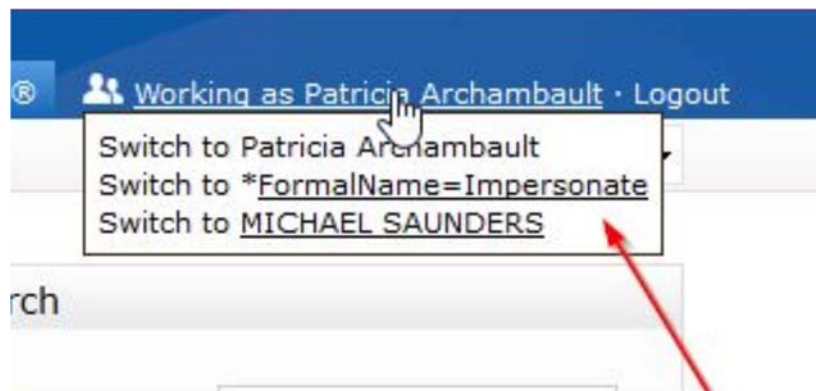 ® Working as Patricia Archambault · Logout
Switch to Patricia Archambault
Switch to *FormalName=Impersonate
Switch to MICHAEL SAUNDERS
rch